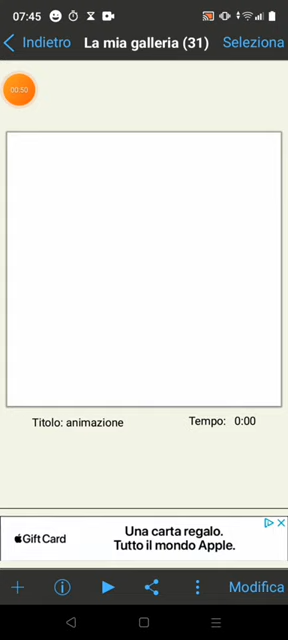 07:45
Indietro
La mia galleria (31)
Seleziona
00:50
Titolo: animazione
Tempo: 0:00
Gift Card
Una carta regalo.
Tutto il mondo Apple.
Modifica